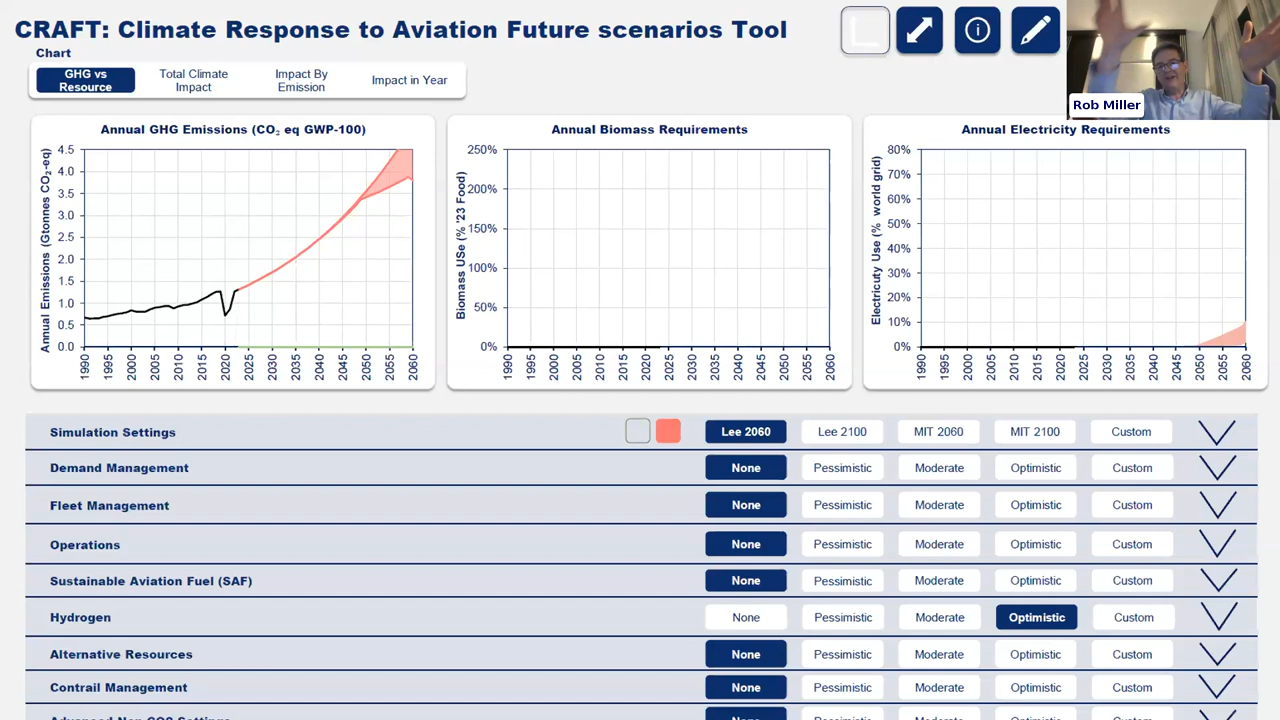 CRAFT: Climate Response to Aviation Future scenarios Tool
Rob Miller
Chart
GHG vs Resource
Total Climate Impact
Impact By Emission
Impact in Year
Annual GHG Emissions (CO₂ eq GWP-100)
Annual Emissions (Gtonnes CO₂-eq)
4.5
4.0
3.5
3.0
2.5
2.0
1.5
1.0
0.5
0.0
1990 1995 2000 2005 2010 2015 2020 2025 2030 2035 2040 2045 2050 2055 2060
Annual Biomass Requirements
Biomass USe (% '23 Food)
250%
200%
150%
100%
50%
0%
1990 1995 2000 2005 2010 2015 2020 2025 2030 2035 2040 2045 2050 2055 2060
Annual Electricity Requirements
Electricuty Use (% world grid)
80%
70%
60%
50%
40%
30%
20%
10%
0%
1990 1995 2000 2005 2010 2015 2020 2025 2030 2035 2040 2045 2050 2055 2060
Simulation Settings Lee 2060 Lee 2100 MIT 2060 MIT 2100 Custom
Demand Management None Pessimistic Moderate Optimistic Custom
Fleet Management None Pessimistic Moderate Optimistic Custom
Operations None Pessimistic Moderate Optimistic Custom
Sustainable Aviation Fuel (SAF) None Pessimistic Moderate Optimistic Custom
Hydrogen None Pessimistic Moderate Optimistic Custom
Alternative Resources None Pessimistic Moderate Optimistic Custom
Contrail Management None Pessimistic Moderate Optimistic Custom